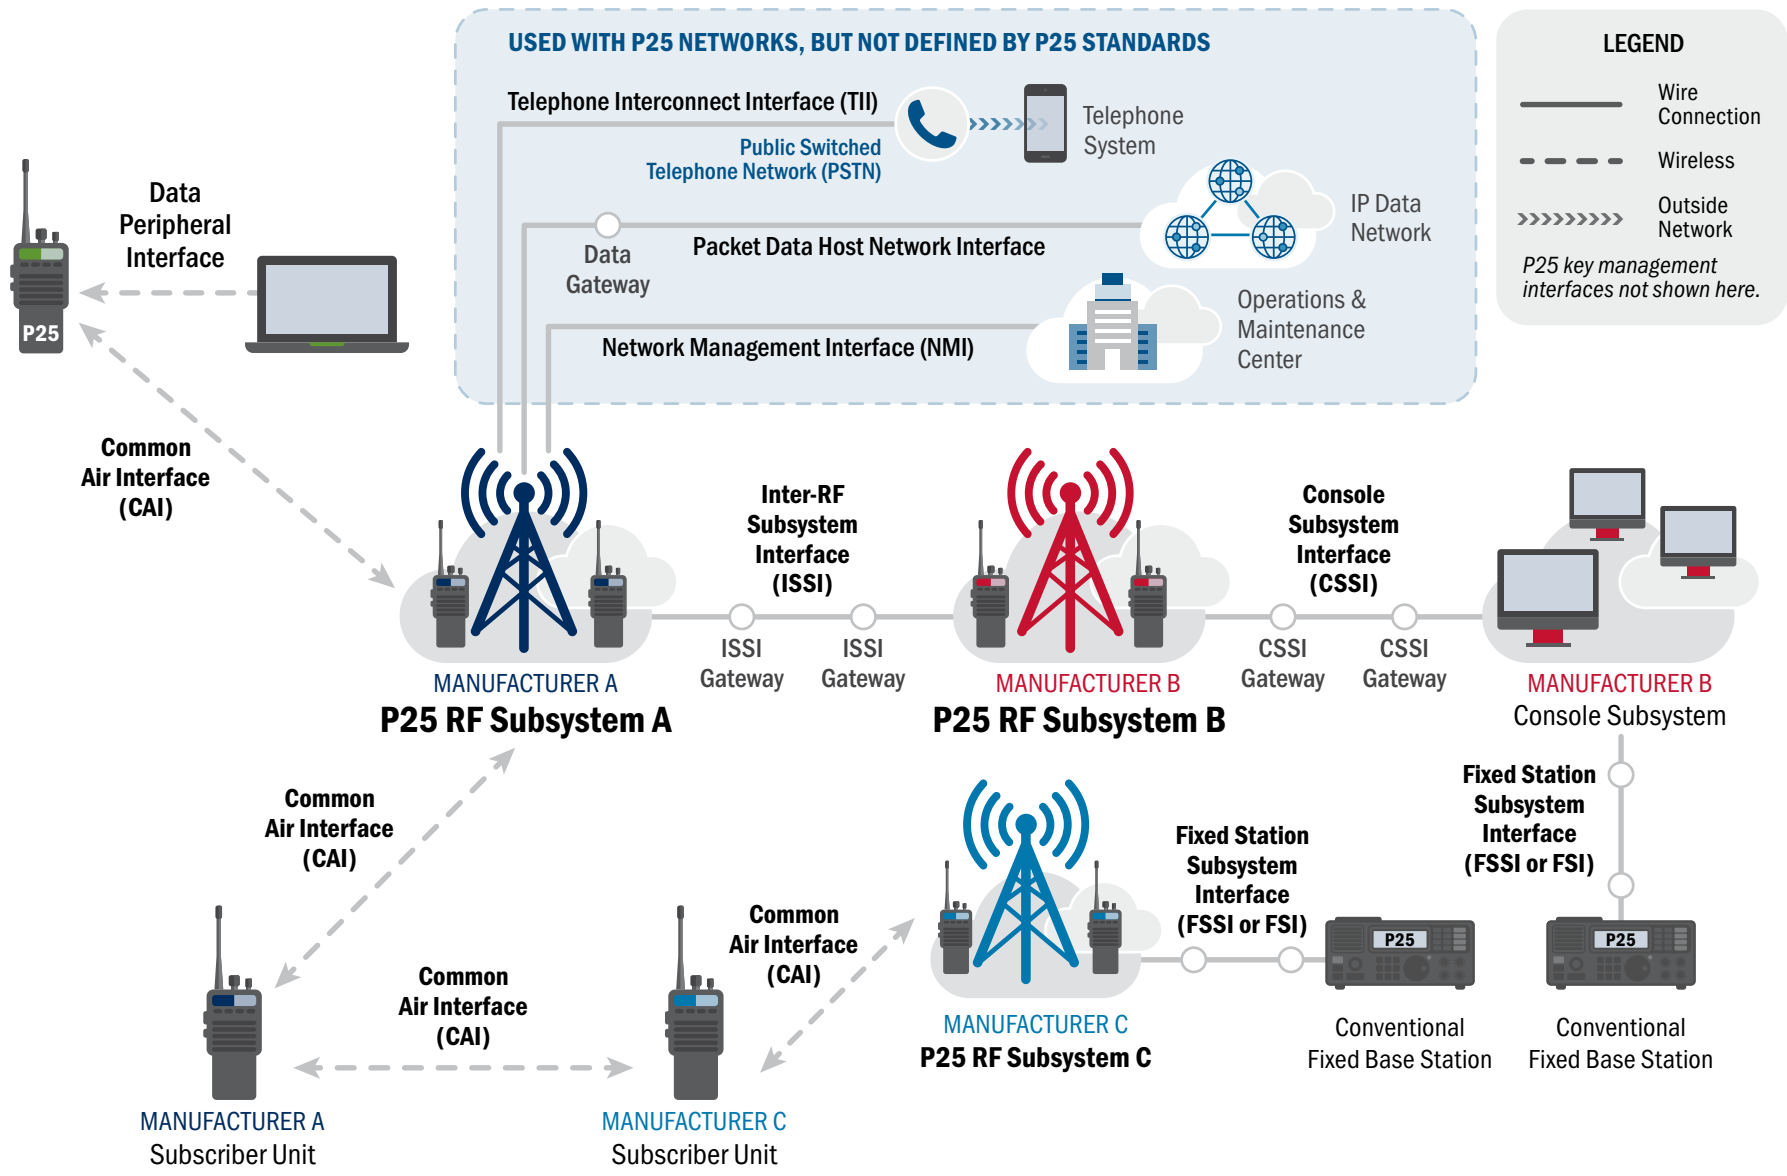 USED WITH P25 NETWORKS, BUT NOT DEFINED BY P25 STANDARDS
Telephone Interconnect Interface (TII)
Public Switched
Telephone Network (PSTN)
Telephone
System
Data
Gateway
Packet Data Host Network Interface
IP Data
Network
Network Management Interface (NMI)
Operations &
Maintenance
Center
LEGEND
Wire
Connection
Wireless
Outside
Network
P25 key management
interfaces not shown here.
Data
Peripheral
Interface
P25
Common
Air Interface
(CAI)
MANUFACTURER A
P25 RF Subsystem A
Inter-RF
Subsystem
Interface
(ISSI)
ISSI
Gateway
ISSI
Gateway
MANUFACTURER B
P25 RF Subsystem B
Console
Subsystem
Interface
(CSSI)
CSSI
Gateway
CSSI
Gateway
MANUFACTURER B
Console Subsystem
Common
Air Interface
(CAI)
Fixed Station
Subsystem
Interface
(FSSI or FSI)
Fixed Station
Subsystem
Interface
(FSSI or FSI)
Common
Air Interface
(CAI)
Common
Air Interface
(CAI)
MANUFACTURER C
P25 RF Subsystem C
P25
Conventional
Fixed Base Station
P25
Conventional
Fixed Base Station
MANUFACTURER A
Subscriber Unit
MANUFACTURER C
Subscriber Unit